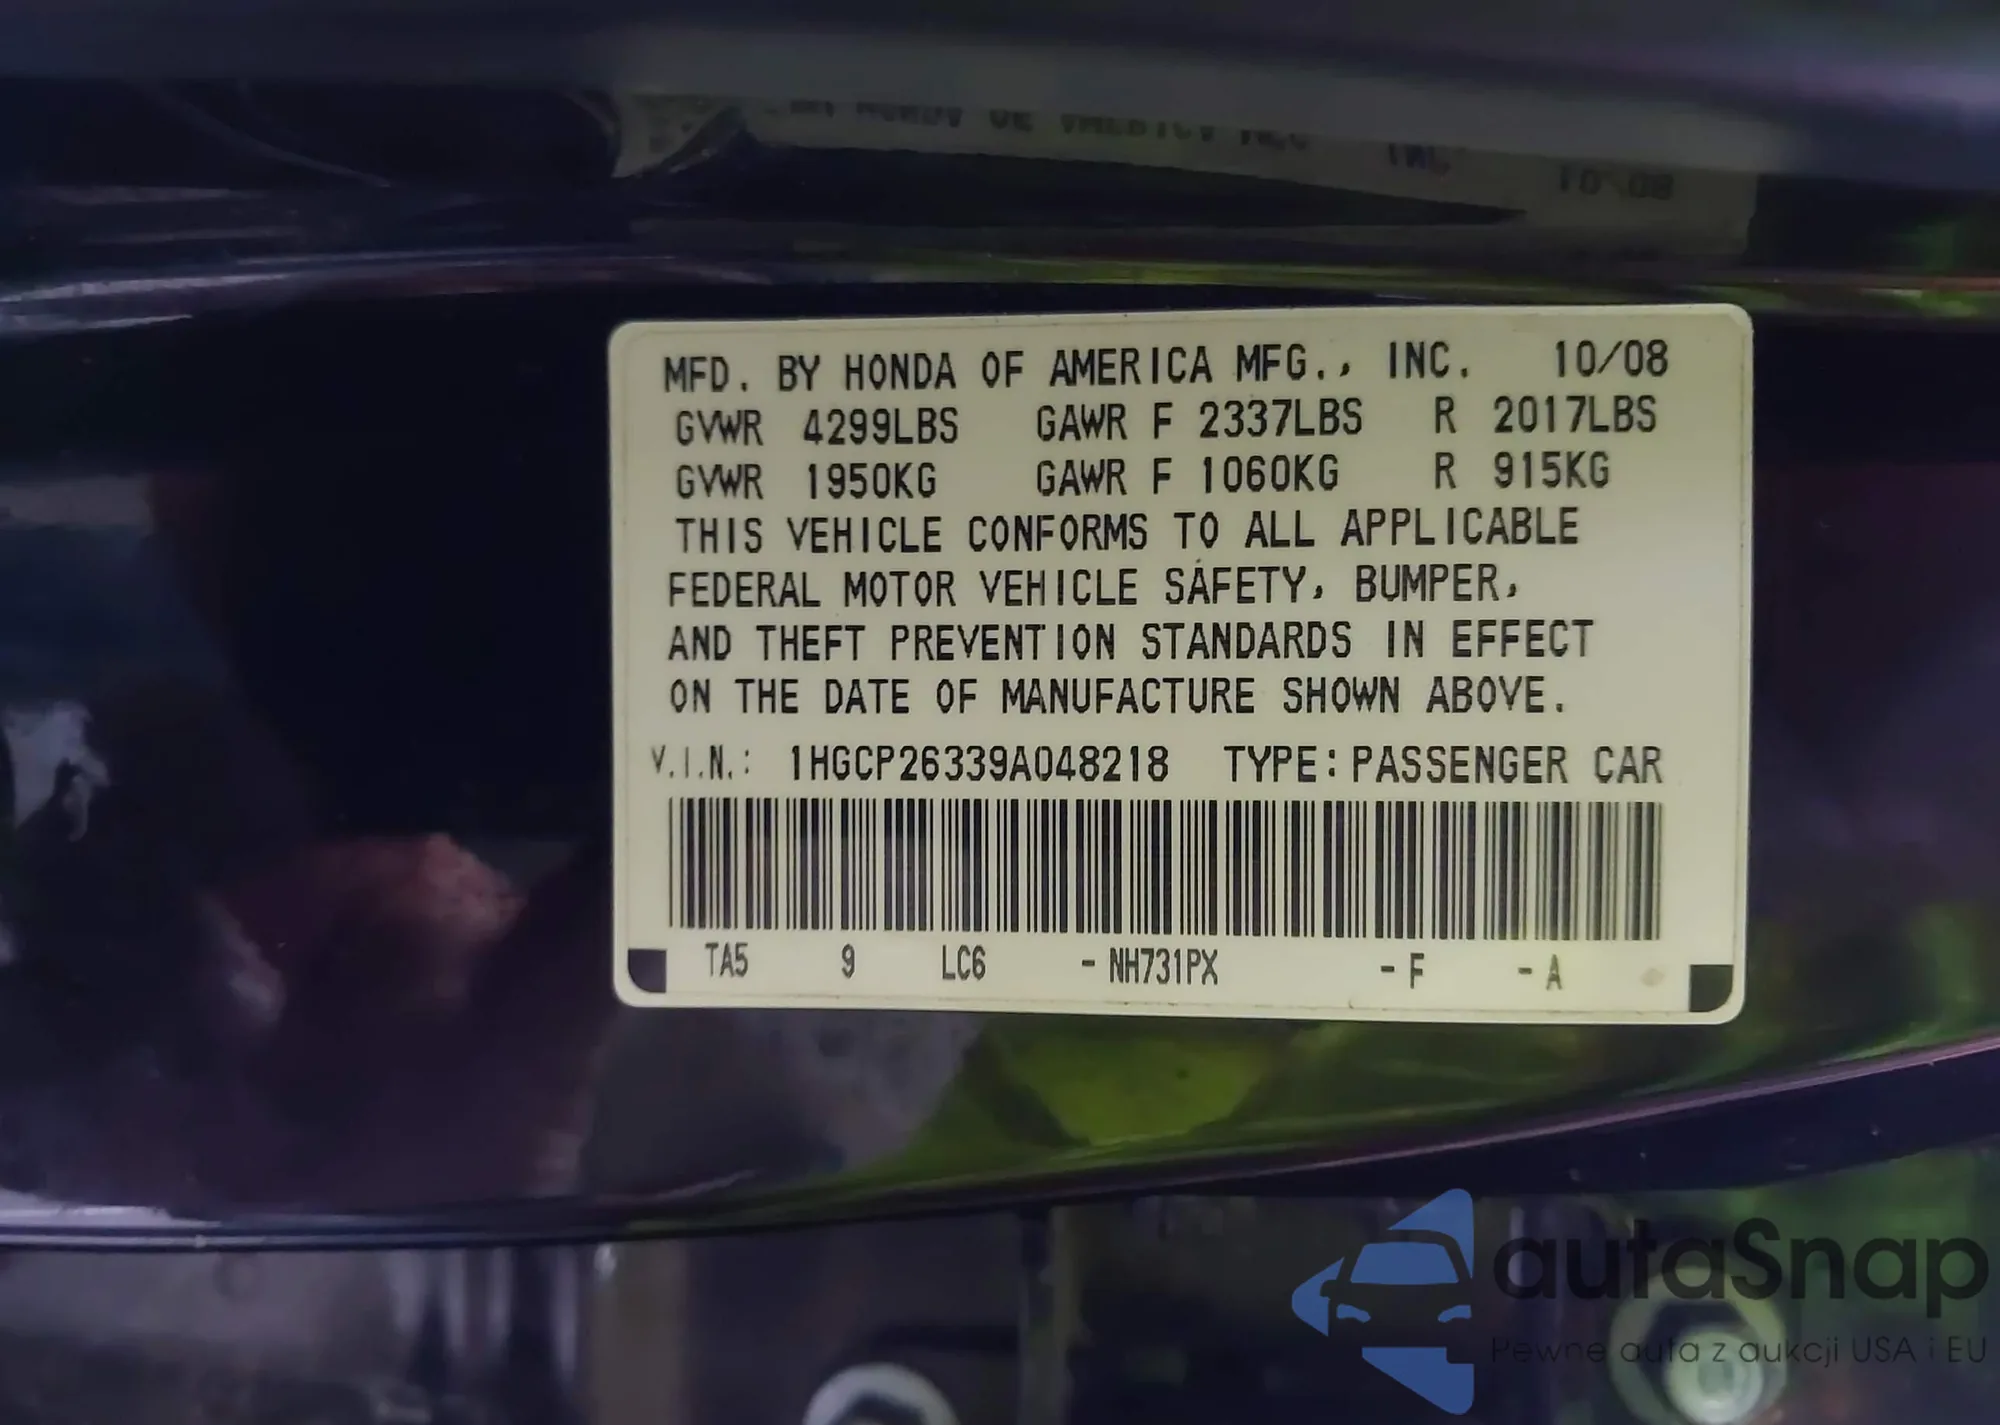 MFD. BY HONDA OF AMERICA MFG., INC. 10/08
GVWR 4299LBS GAWR F 2337LBS R 2017LBS
GVWR 1950KG GAWR F 1060KG R 915KG
THIS VEHICLE CONFORMS TO ALL APPLICABLE
FEDERAL MOTOR VEHICLE SAFETY, BUMPER,
AND THEFT PREVENTION STANDARDS IN EFFECT
ON THE DATE OF MANUFACTURE SHOWN ABOVE.
V.I.N.: 1HGCP26339A048218 TYPE: PASSENGER CAR
TA5 9 LC6 - NH731PX - F - A
autaSnap
Pewne auta z aukcji USA i EU